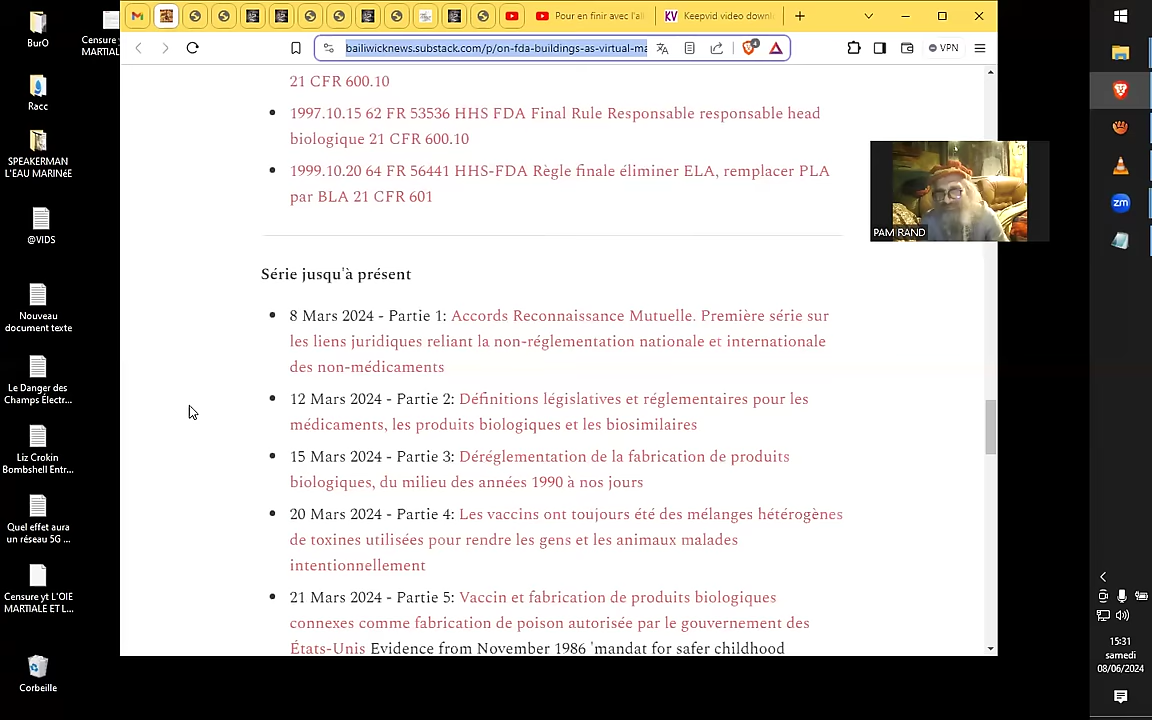 BurO
Censure
MARTIAL
Racc
SPEAKERMAN
L'EAU MARINéE
@VIDS
Nouveau
document texte
Le Danger des
Champs Électr...
Liz Crokin
Bombshell Entr...
Quel effet aura
un réseau 5G ...
Censure yt L'OIE
MARTIALE ET L...
Corbeille
Pour en finir avec l'al
KV Keepvid video down
bailiwicknews.substack.com/p/on-fda-buildings-as-virtual-ma
4
VPN
21 CFR 600.10
1997.10.15 62 FR 53536 HHS FDA Final Rule Responsable responsable head
biologique 21 CFR 600.10
1999.10.20 64 FR 56441 HHS-FDA Règle finale éliminer ELA, remplacer PLA
par BLA 21 CFR 601
PAM RAND
Série jusqu'à présent
8 Mars 2024 - Partie 1: Accords Reconnaissance Mutuelle. Première série sur
les liens juridiques reliant la non-réglementation nationale et internationale
des non-médicaments
12 Mars 2024 - Partie 2: Définitions législatives et réglementaires pour les
médicaments, les produits biologiques et les biosimilaires
15 Mars 2024 - Partie 3: Déréglementation de la fabrication de produits
biologiques, du milieu des années 1990 à nos jours
20 Mars 2024 - Partie 4: Les vaccins ont toujours été des mélanges hétérogènes
de toxines utilisées pour rendre les gens et les animaux malades
intentionnellement
21 Mars 2024 - Partie 5: Vaccin et fabrication de produits biologiques
connexes comme fabrication de poison autorisée par le gouvernement des
États-Unis Evidence from November 1986 'mandat for safer childhood
zm
15:31
samedi
08/06/2024